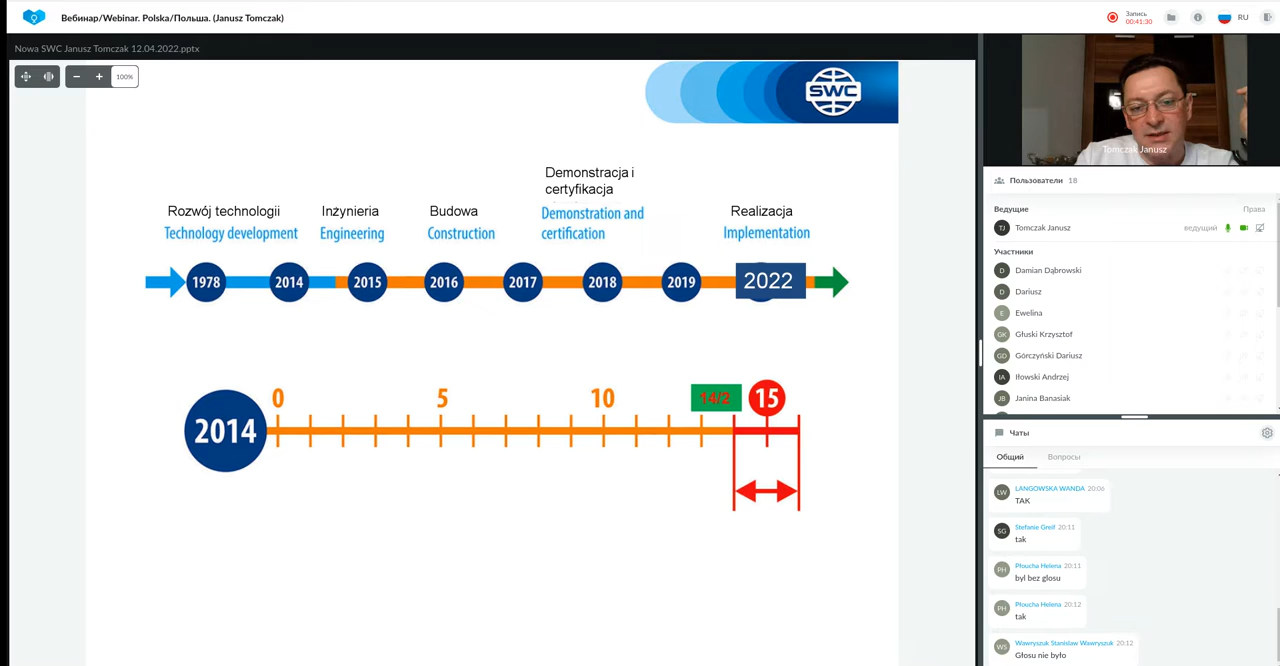 Вебинар/Webinar. Polska/Польша. (Janusz Tomczak)
Запись
00:41:30
RU
Nowa SWC Janusz Tomczak 12.04.2022.pptx
100%
SWC
Demonstracja i
certyfikacja
Rozwój technologii
Inżynieria
Budowa
Demonstration and
certification
Realizacja
Technology development
Engineering
Construction
Implementation
1978
2014
2015
2016
2017
2018
2019
2022
0
5
10
14/2
15
2014
Tomczak Janusz
Пользователи 18
Ведущие
Права
TJ
Tomczak Janusz
ведущий
Участники
D
Damian Dąbrowski
D
Dariusz
E
Ewelina
GK
Głuski Krzysztof
GD
Górczyński Dariusz
IA
Iłowski Andrzej
JB
Janina Banasiak
Чаты
Общий
Вопросы
LW
LANGOWSKA WANDA 20:06
TAK
SG
Stefanie Greif 20:11
tak
PH
Płoucha Helena 20:11
byl bez glosu
PH
Płoucha Helena 20:12
tak
WS
Wawryszuk Stanislaw Wawryszuk 20:12
Głosu nie było